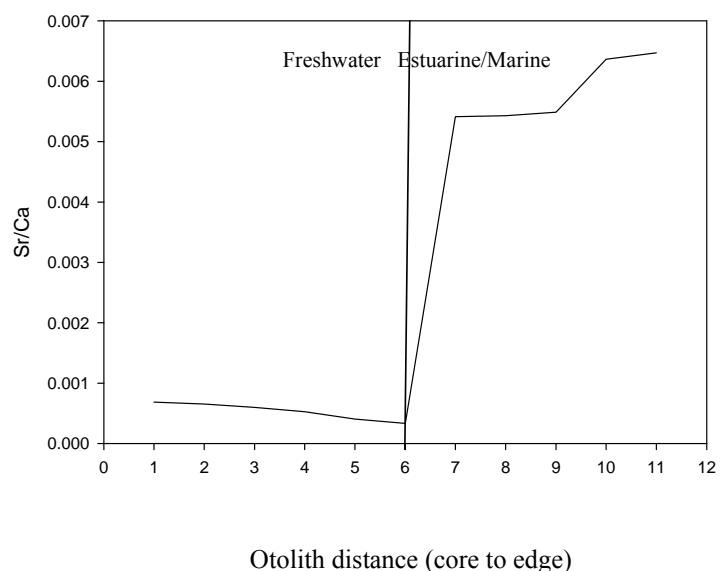 0.007
Freshwater Estuarine/Marine
0.006
0.005
0.004
Sr/Ca
0.003
0.002
0.001
0.000
0 1 2 3 4 5 6 7 8 9 10 11 12
Otolith distance (core to edge)